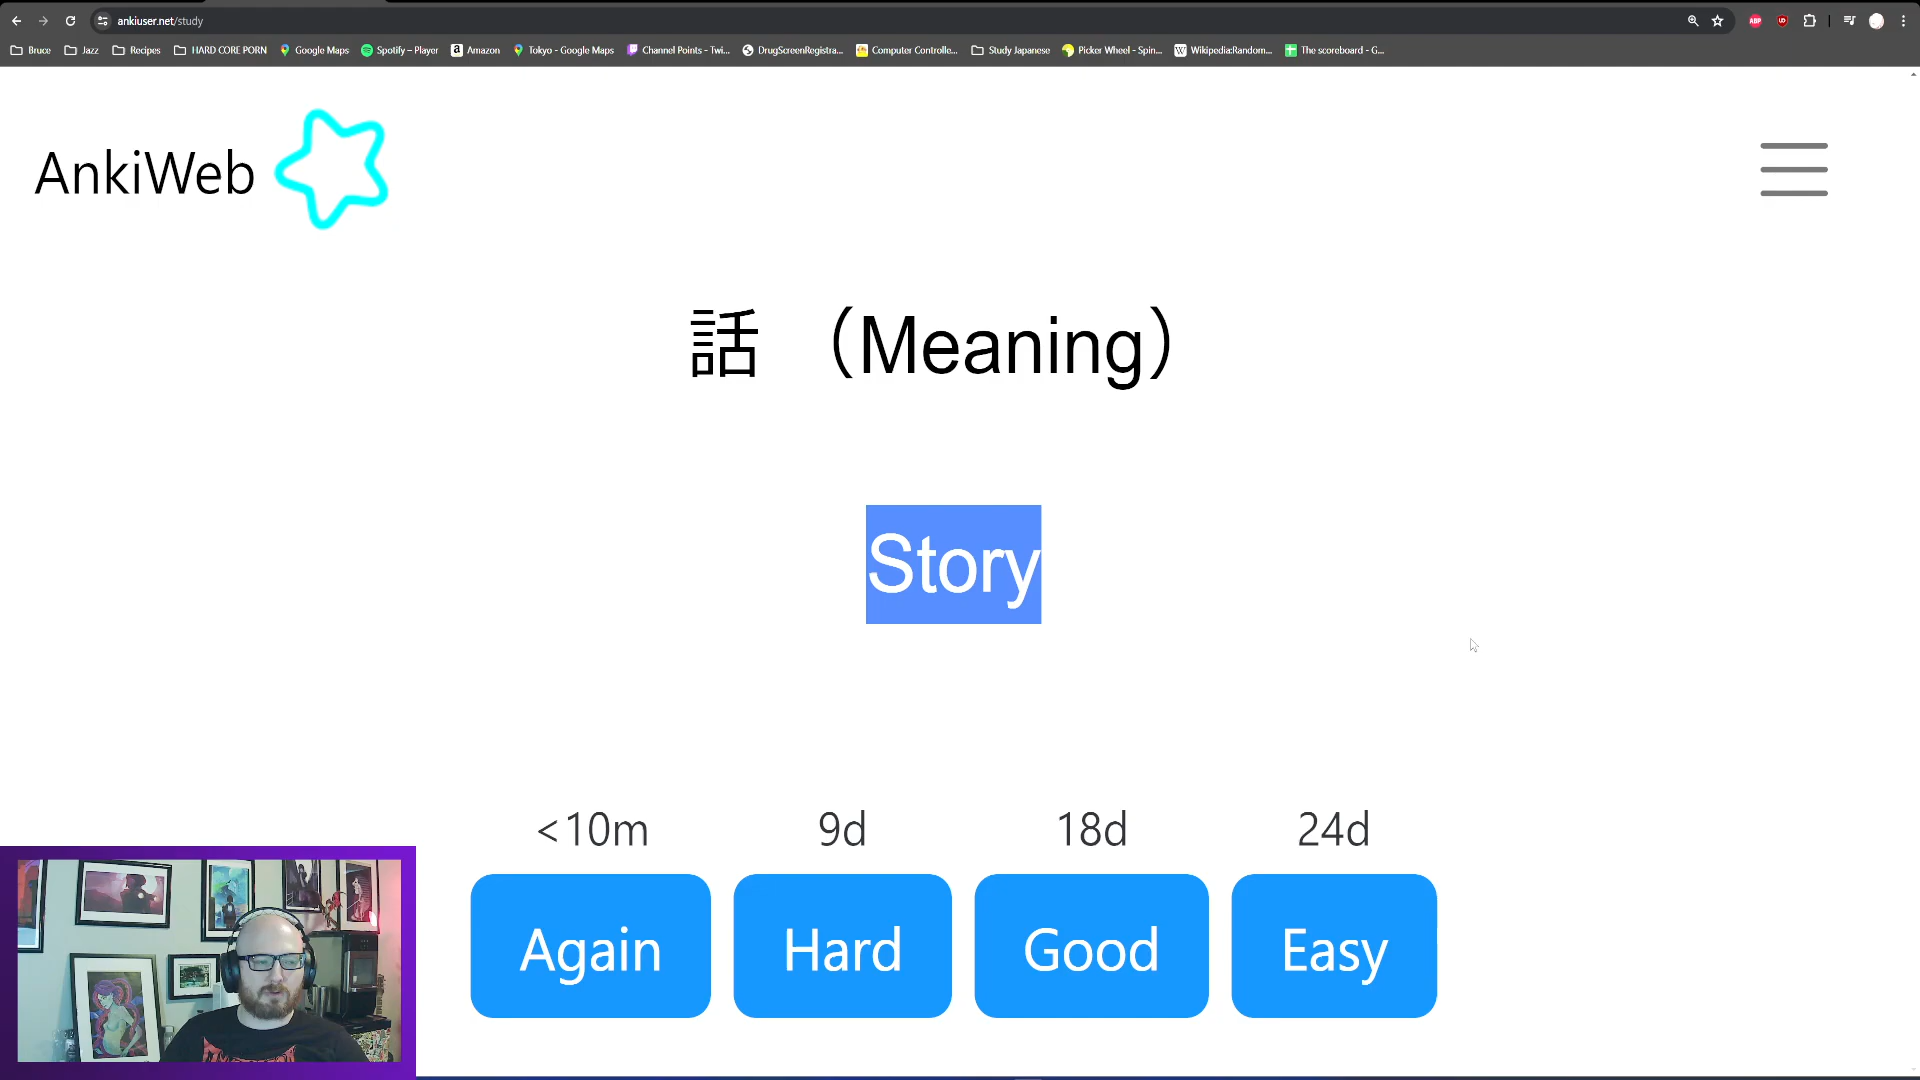 ankiuser.net/study
Bruce Jazz Recipes HARD CORE PORN Google Maps Spotify – Player Amazon Tokyo - Google Maps Channel Points - Twi... DrugScreenRegistra... Computer Controlle... Study Japanese Picker Wheel - Spin... Wikipedia:Random... The scoreboard - G...
AnkiWeb
話 （Meaning）
Story
<10m 9d 18d 24d
Again Hard Good Easy